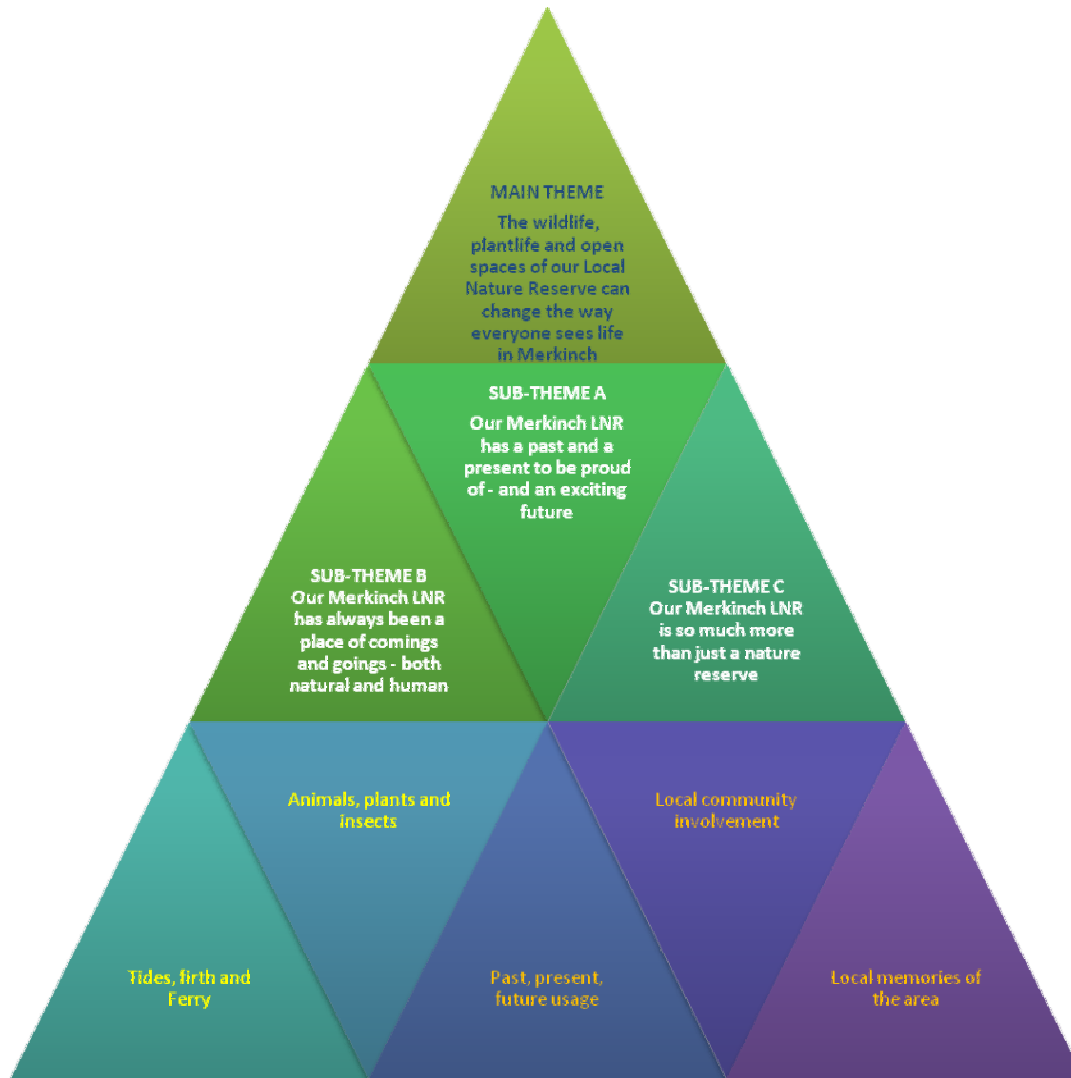 MAIN THEME
The wildlife,
plantlife and open
spaces of our Local
Nature Reserve can
change the way
everyone sees life
in Merkinch
SUB-THEME A
Our Merkinch LNR
has a past and a
present to be proud
of - and an exciting
future
SUB-THEME B
Our Merkinch LNR
has always been a
place of comings
and goings - both
natural and human
SUB-THEME C
Our Merkinch LNR
is so much more
than just a nature
reserve
Tides, firth and
Ferry
Animals, plants and
insects
Past, present,
future usage
Local community
involvement
Local memories of
the area